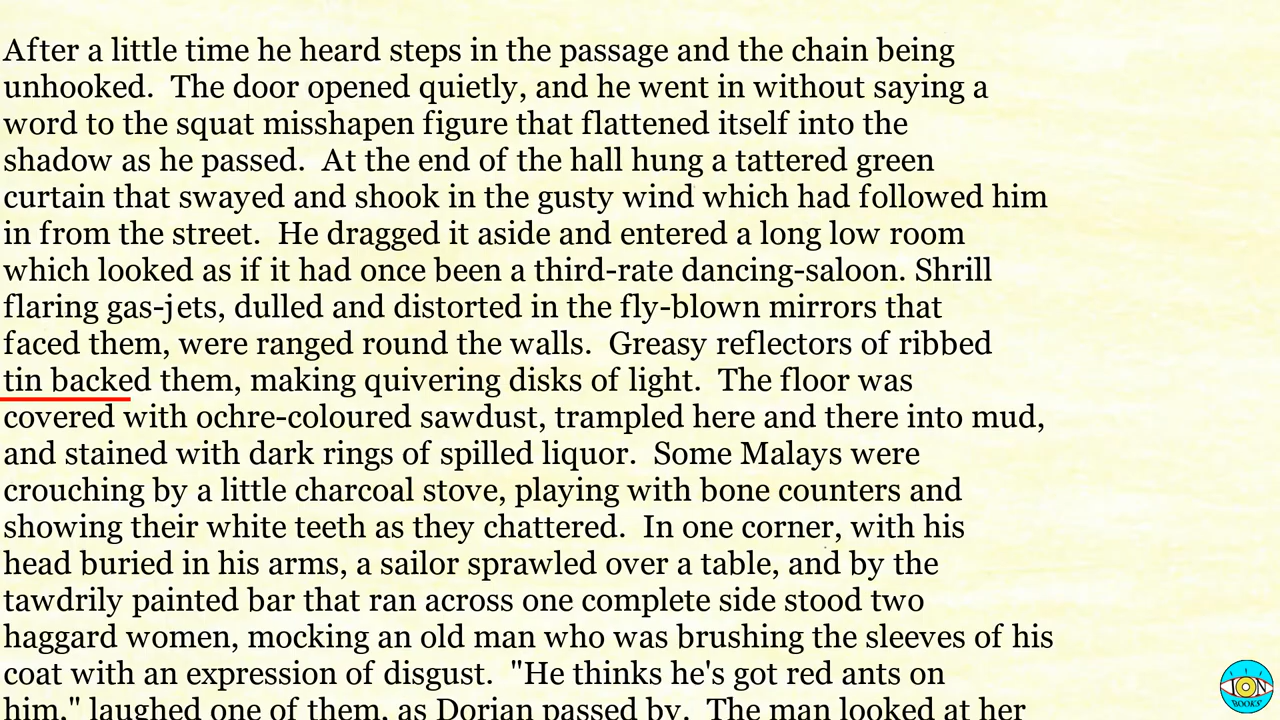 After a little time he heard steps in the passage and the chain being
unhooked.  The door opened quietly, and he went in without saying a
word to the squat misshapen figure that flattened itself into the
shadow as he passed.  At the end of the hall hung a tattered green
curtain that swayed and shook in the gusty wind which had followed him
in from the street.  He dragged it aside and entered a long low room
which looked as if it had once been a third-rate dancing-saloon. Shrill
flaring gas-jets, dulled and distorted in the fly-blown mirrors that
faced them, were ranged round the walls.  Greasy reflectors of ribbed
tin backed them, making quivering disks of light.  The floor was
covered with ochre-coloured sawdust, trampled here and there into mud,
and stained with dark rings of spilled liquor.  Some Malays were
crouching by a little charcoal stove, playing with bone counters and
showing their white teeth as they chattered.  In one corner, with his
head buried in his arms, a sailor sprawled over a table, and by the
tawdrily painted bar that ran across one complete side stood two
haggard women, mocking an old man who was brushing the sleeves of his
coat with an expression of disgust.  "He thinks he's got red ants on
him," laughed one of them, as Dorian passed by.  The man looked at her
ION
BOOKS